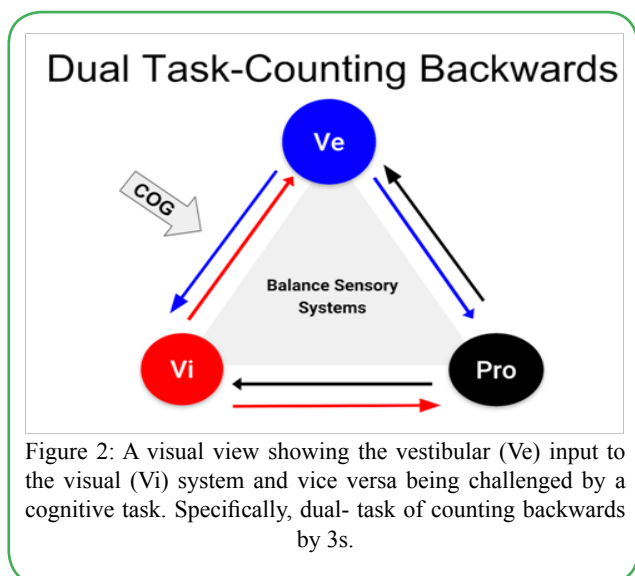 Dual Task-Counting Backwards
Ve
COG
Balance Sensory
Systems
Vi
Pro
Figure 2: A visual view showing the vestibular (Ve) input to
the visual (Vi) system and vice versa being challenged by a
cognitive task. Specifically, dual- task of counting backwards
by 3s.